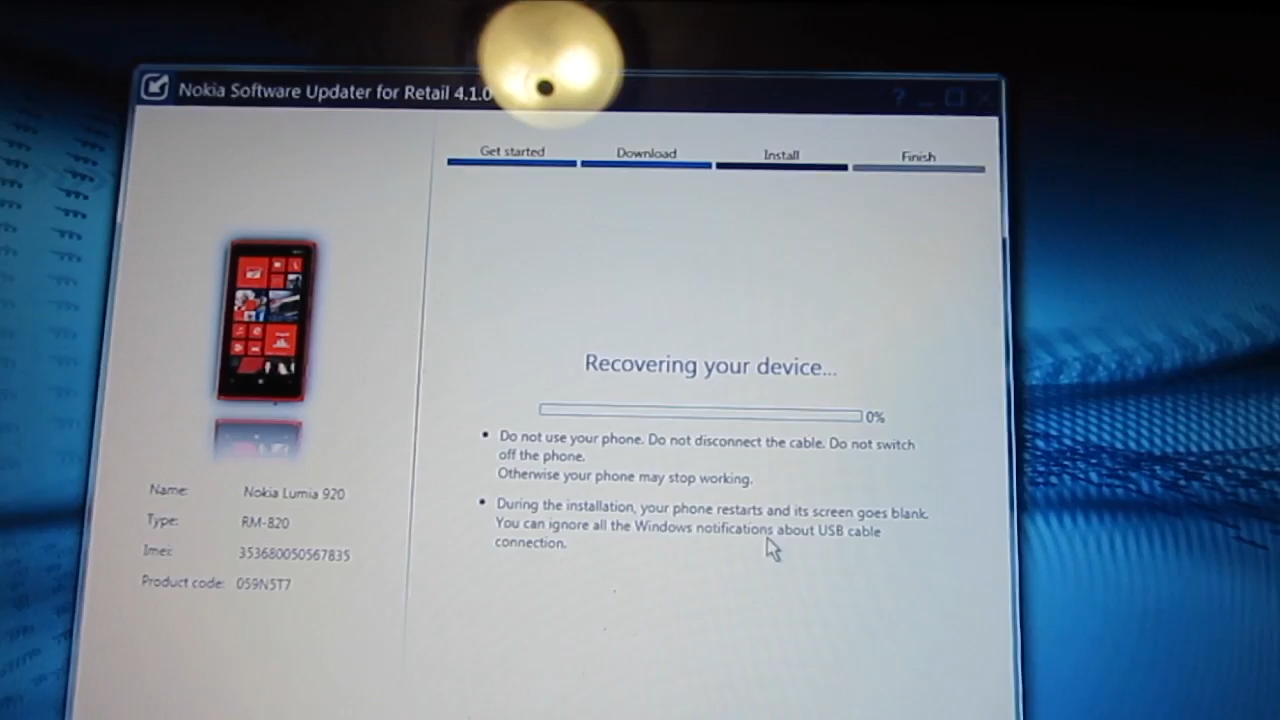 Nokia Software Updater for Retail 4.1.0
Get started
Download
Install
Finish
Recovering your device...
0%
Do not use your phone. Do not disconnect the cable. Do not switch
off the phone.
Otherwise your phone may stop working.
During the installation, your phone restarts and its screen goes blank.
You can ignore all the Windows notifications about USB cable
connection.
Name: Nokia Lumia 920
Type: RM-820
Imei: 353680050567835
Product code: 059N5T7